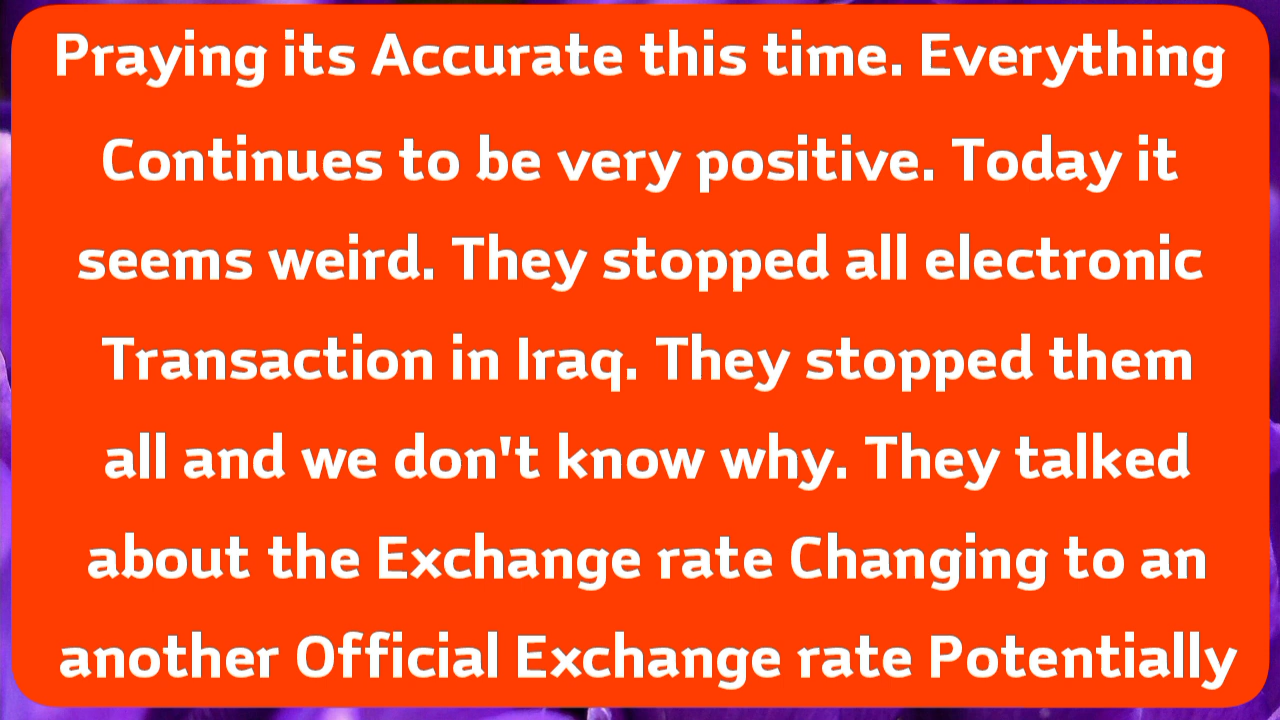 Praying its Accurate this time. Everything
Continues to be very positive. Today it
seems weird. They stopped all electronic
Transaction in Iraq. They stopped them
all and we don't know why. They talked
about the Exchange rate Changing to an
another Official Exchange rate Potentially